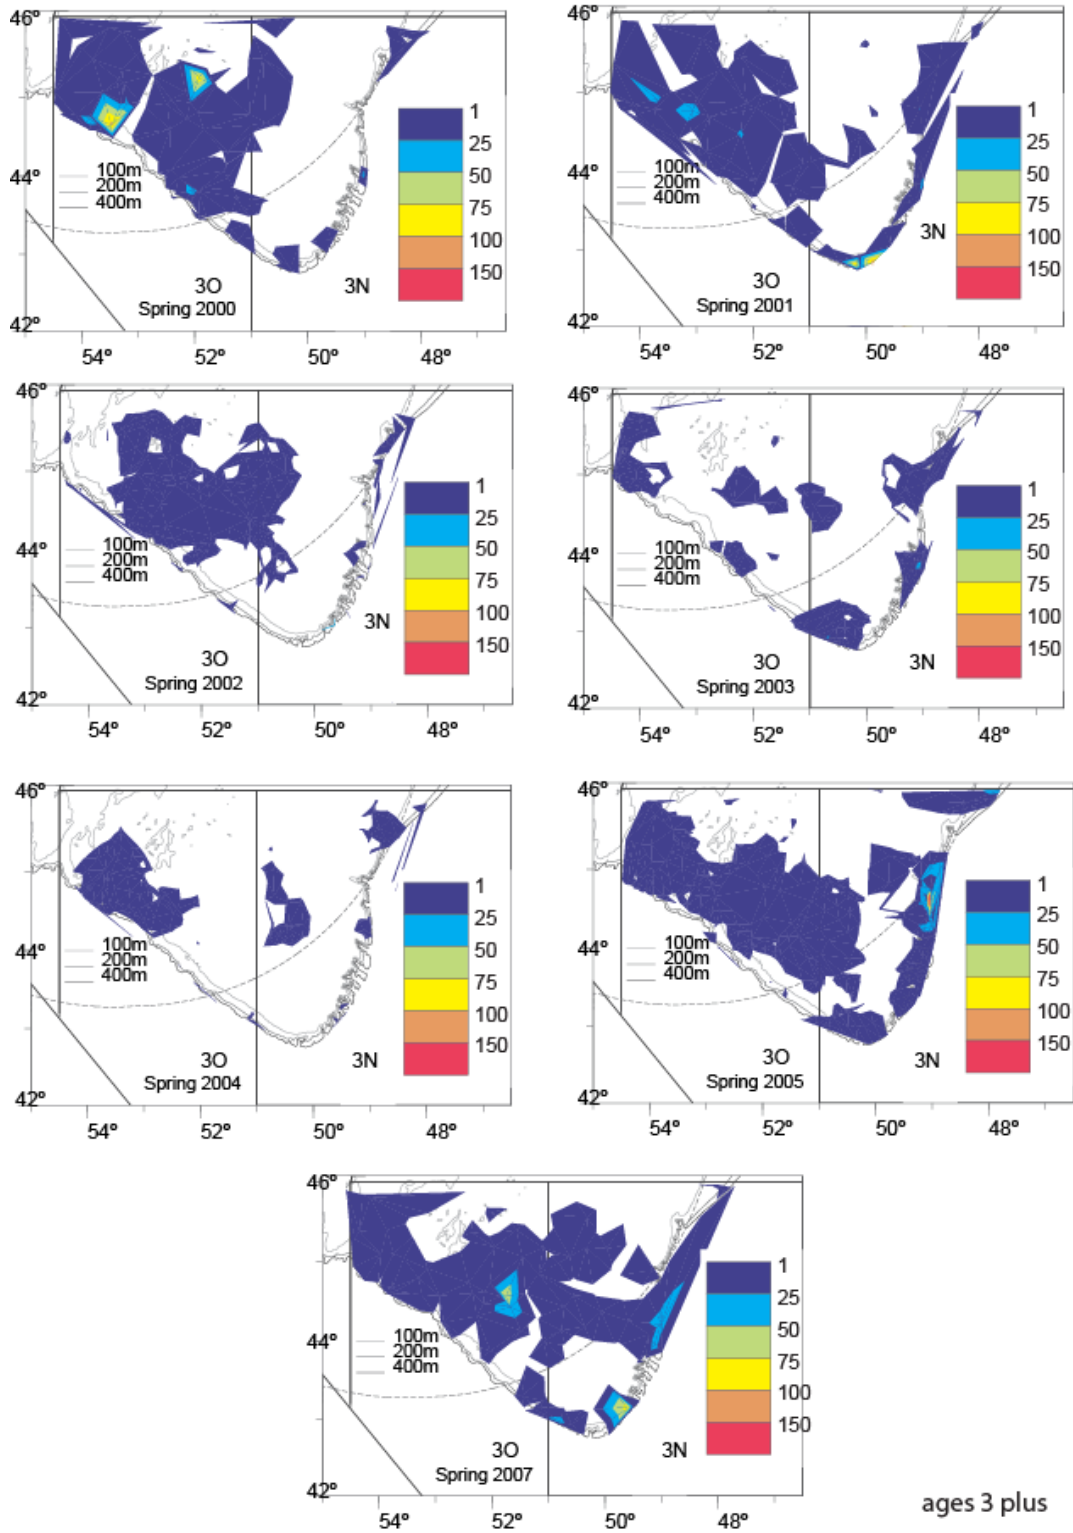 46°
1
25
50
75
100
150
44°
100m
200m
400m
3O
3N
Spring 2000
42°
54°
52°
50°
48°
46°
1
25
50
75
100
150
44°
100m
200m
400m
3N
3O
Spring 2001
42°
54°
52°
50°
48°
46°
1
25
50
75
100
150
44°
100m
200m
400m
3N
3O
Spring 2002
42°
54°
52°
50°
48°
46°
1
25
50
75
100
150
44°
100m
200m
400m
3O
3N
Spring 2003
42°
54°
52°
50°
48°
46°
1
25
50
75
100
150
44°
100m
200m
400m
3O
3N
Spring 2004
42°
54°
52°
50°
48°
46°
1
25
50
75
100
150
44°
100m
200m
400m
3O
3N
Spring 2005
42°
54°
52°
50°
48°
46°
1
25
50
75
100
150
44°
100m
200m
400m
3O
3N
Spring 2007
42°
54°
52°
50°
48°
ages 3 plus